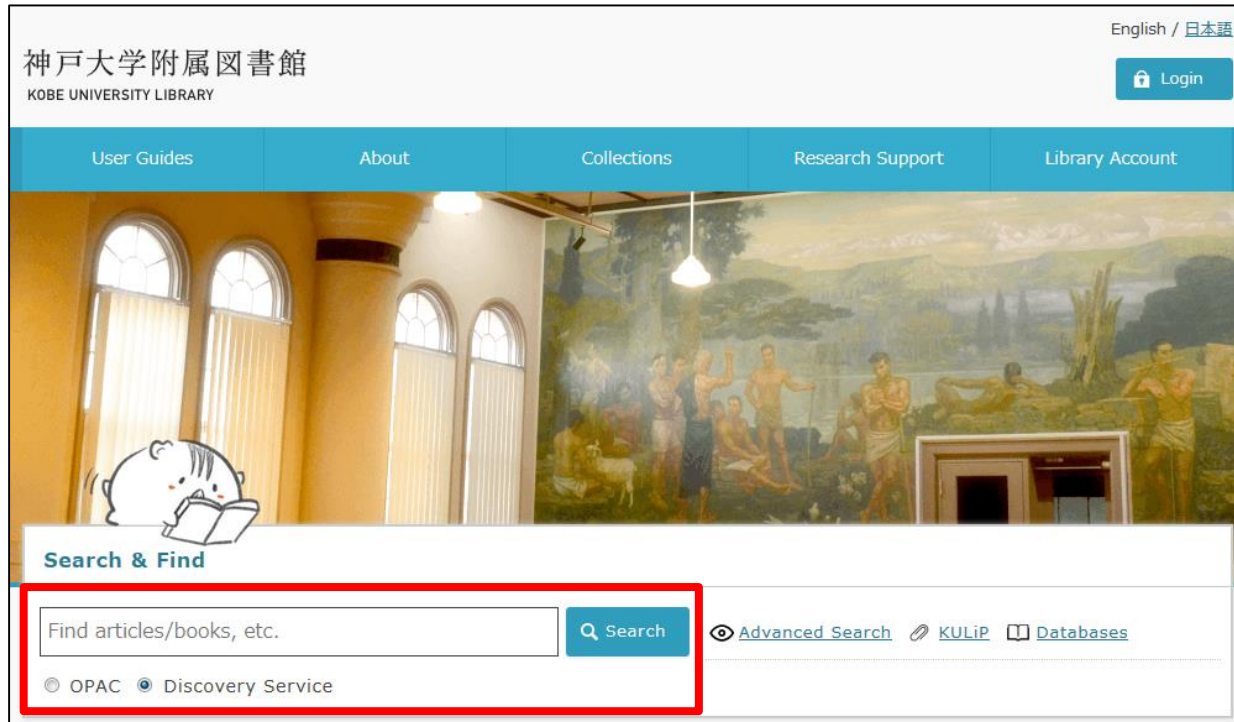 English / 日本語
神戸大学附属図書館
KOBE UNIVERSITY LIBRARY
Login
User Guides About Collections Research Support Library Account
Search & Find
Find articles/books, etc. Search Advanced Search KULiP Databases
OPAC Discovery Service